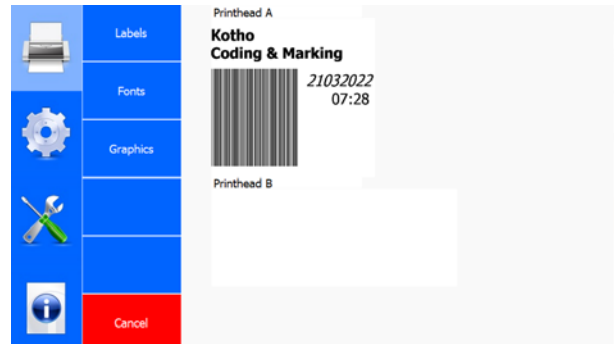 Labels
Fonts
Graphics
Cancel
Printhead A
Kotho
Coding & Marking
21032022
07:28
Printhead B